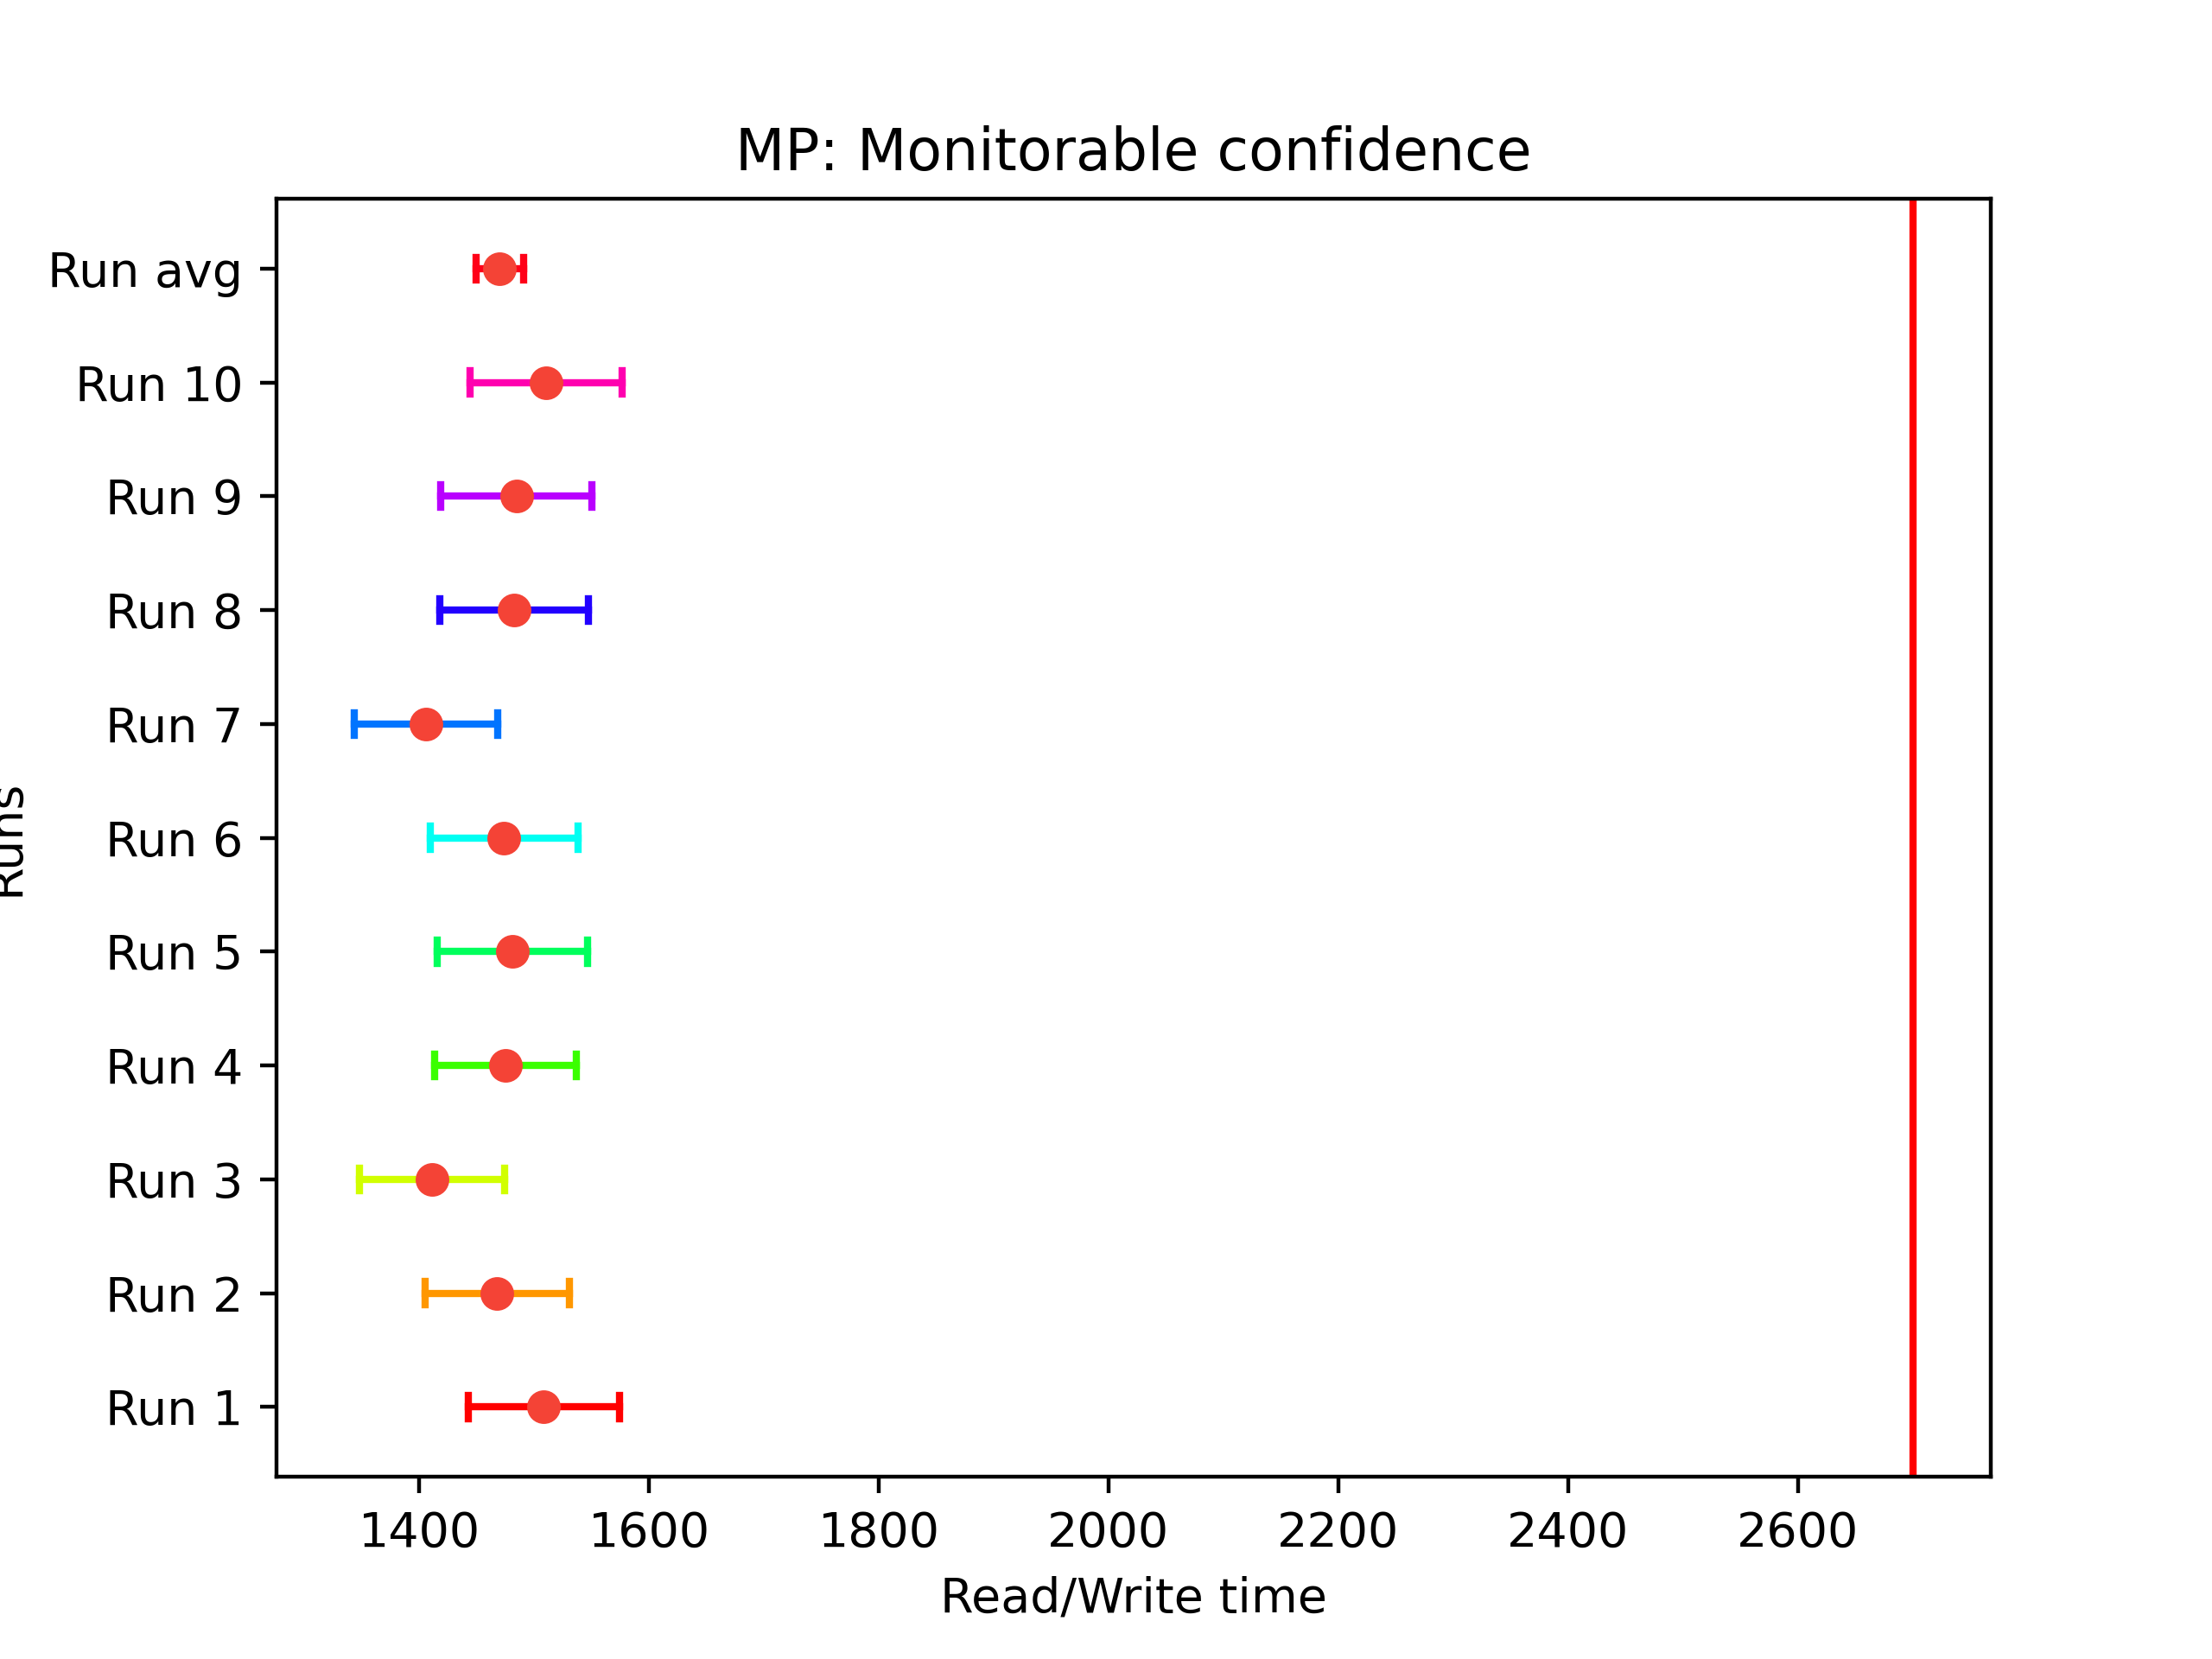 MP: Monitorable confidence
Run avg
Run 10
Run 9
Run 8
Run 7
Run 6
Run 5
Run 4
Run 3
Run 2
Run 1
Runs
1400 1600 1800 2000 2200 2400 2600
Read/Write time